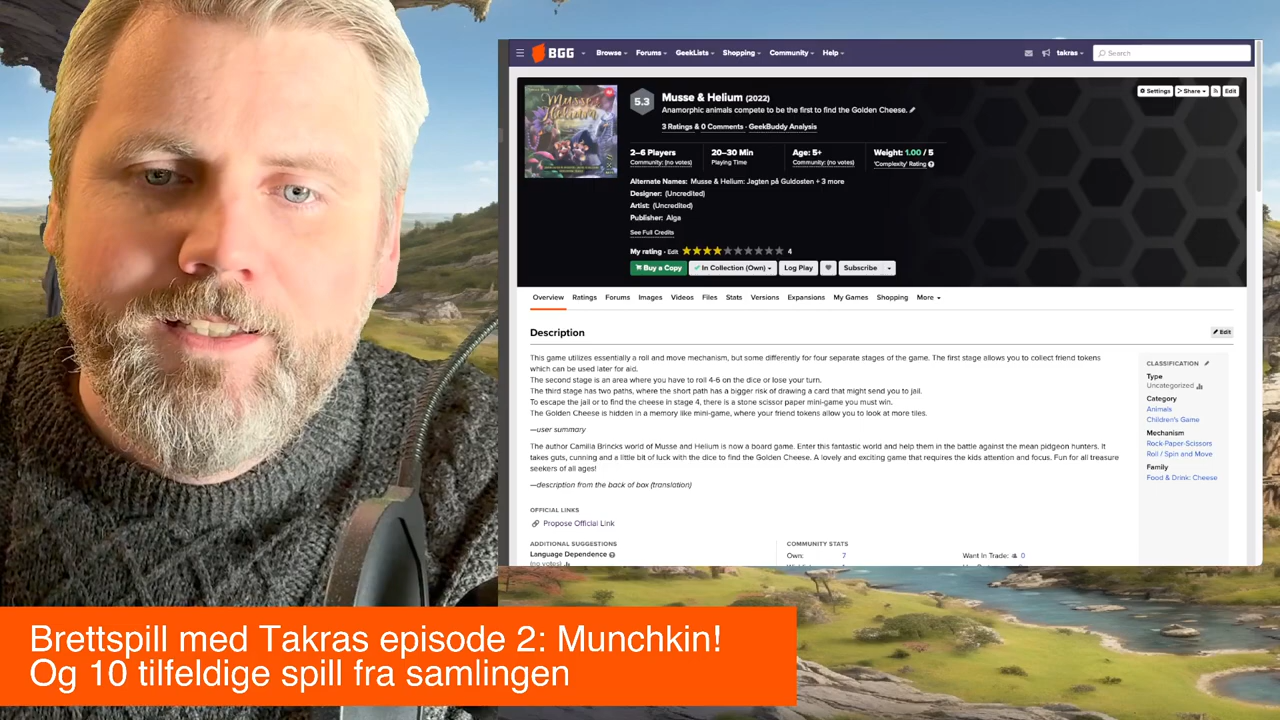 BGG
Browse
Forums
GeekLists
Shopping
Community
Help
takras
Search
Musse & Helium
5.3
Musse & Helium (2022)
Anamorphic animals compete to be the first to find the Golden Cheese.
3 Ratings & 0 Comments · GeekBuddy Analysis
Settings
Share
Edit
2–6 Players
Community: (no votes)
20–30 Min
Playing Time
Age: 5+
Community: (no votes)
Weight: 1.00 / 5
'Complexity' Rating
Alternate Names: Musse & Helium: Jagten på Guldosten + 3 more
Designer: (Uncredited)
Artist: (Uncredited)
Publisher: Alga
See Full Credits
My rating · Edit
4
Buy a Copy
In Collection (Own)
Log Play
Subscribe
Overview
Ratings
Forums
Images
Videos
Files
Stats
Versions
Expansions
My Games
Shopping
More
Description
Edit
This game utilizes essentially a roll and move mechanism, but some differently for four separate stages of the game. The first stage allows you to collect friend tokens
which can be used later for aid.
The second stage is an area where you have to roll 4-6 on the dice or lose your turn.
The third stage has two paths, where the short path has a bigger risk of drawing a card that might send you to jail.
To escape the jail or to find the cheese in stage 4, there is a stone scissor paper mini-game you must win.
The Golden Cheese is hidden in a memory like mini-game, where your friend tokens allow you to look at more tiles.
—user summary
The author Camilla Brincks world of Musse and Helium is now a board game. Enter this fantastic world and help them in the battle against the mean pidgeon hunters. It
takes guts, cunning and a little bit of luck with the dice to find the Golden Cheese. A lovely and exciting game that requires the kids attention and focus. Fun for all treasure
seekers of all ages!
—description from the back of box (translation)
CLASSIFICATION
Type
Uncategorized
Category
Animals
Children's Game
Mechanism
Rock-Paper-Scissors
Roll / Spin and Move
Family
Food & Drink: Cheese
OFFICIAL LINKS
Propose Official Link
ADDITIONAL SUGGESTIONS
Language Dependence
(no votes)
COMMUNITY STATS
Own: 7
Want In Trade: 0
Brettspill med Takras episode 2: Munchkin!
Og 10 tilfeldige spill fra samlingen